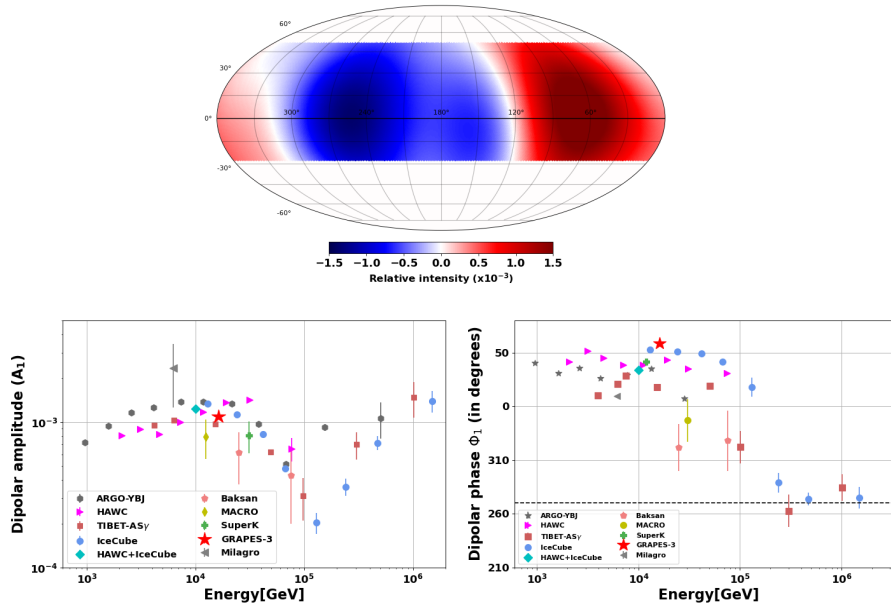 60°
30°
300°
240°
180°
120°
60°
0°
-30°
-60°
−1.5 −1.0 −0.5 0.0 0.5 1.0 1.5
Relative intensity (x10⁻³)
Dipolar amplitude (A₁)
10⁻³
10⁻⁴
ARGO-YBJ
HAWC
TIBET-ASγ
IceCube
HAWC+IceCube
Baksan
MACRO
SuperK
GRAPES-3
Milagro
10³ 10⁴ 10⁵ 10⁶
Energy[GeV]
Dipolar phase Φ₁ (in degrees)
50
0
310
260
210
ARGO-YBJ
HAWC
TIBET-ASγ
IceCube
HAWC+IceCube
Baksan
MACRO
SuperK
GRAPES-3
Milagro
10³ 10⁴ 10⁵ 10⁶
Energy[GeV]